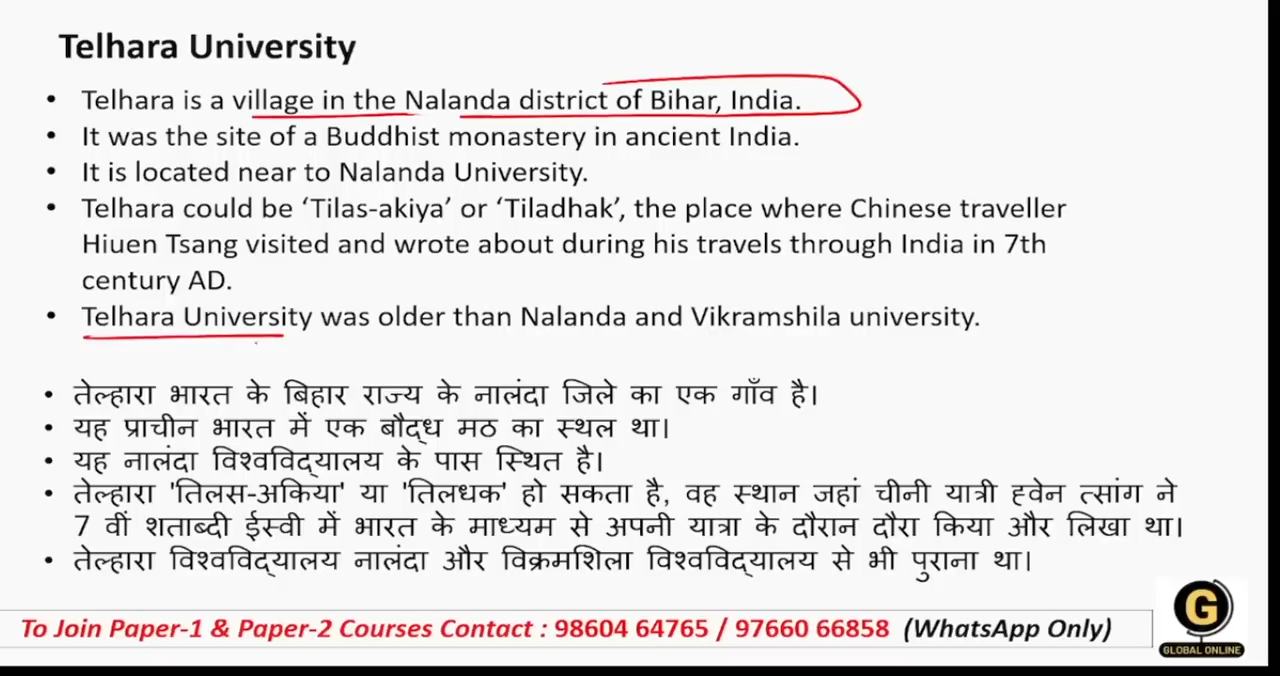 Telhara University
• Telhara is a village in the Nalanda district of Bihar, India.
• It was the site of a Buddhist monastery in ancient India.
• It is located near to Nalanda University.
• Telhara could be ‘Tilas-akiya’ or ‘Tiladhak’, the place where Chinese traveller
Hiuen Tsang visited and wrote about during his travels through India in 7th
century AD.
• Telhara University was older than Nalanda and Vikramshila university.
• तेल्हारा भारत के बिहार राज्य के नालंदा जिले का एक गाँव है।
• यह प्राचीन भारत में एक बौद्ध मठ का स्थल था।
• यह नालंदा विश्वविद्यालय के पास स्थित है।
• तेल्हारा 'तिलस-अकिया' या 'तिलधक' हो सकता है, वह स्थान जहां चीनी यात्री ह्वेन त्सांग ने
7 वीं शताब्दी ईस्वी में भारत के माध्यम से अपनी यात्रा के दौरान दौरा किया और लिखा था।
• तेल्हारा विश्वविद्यालय नालंदा और विक्रमशिला विश्वविद्यालय से भी पुराना था।
To Join Paper-1 & Paper-2 Courses Contact : 98604 64765 / 97660 66858 (WhatsApp Only)
G
GLOBAL ONLINE